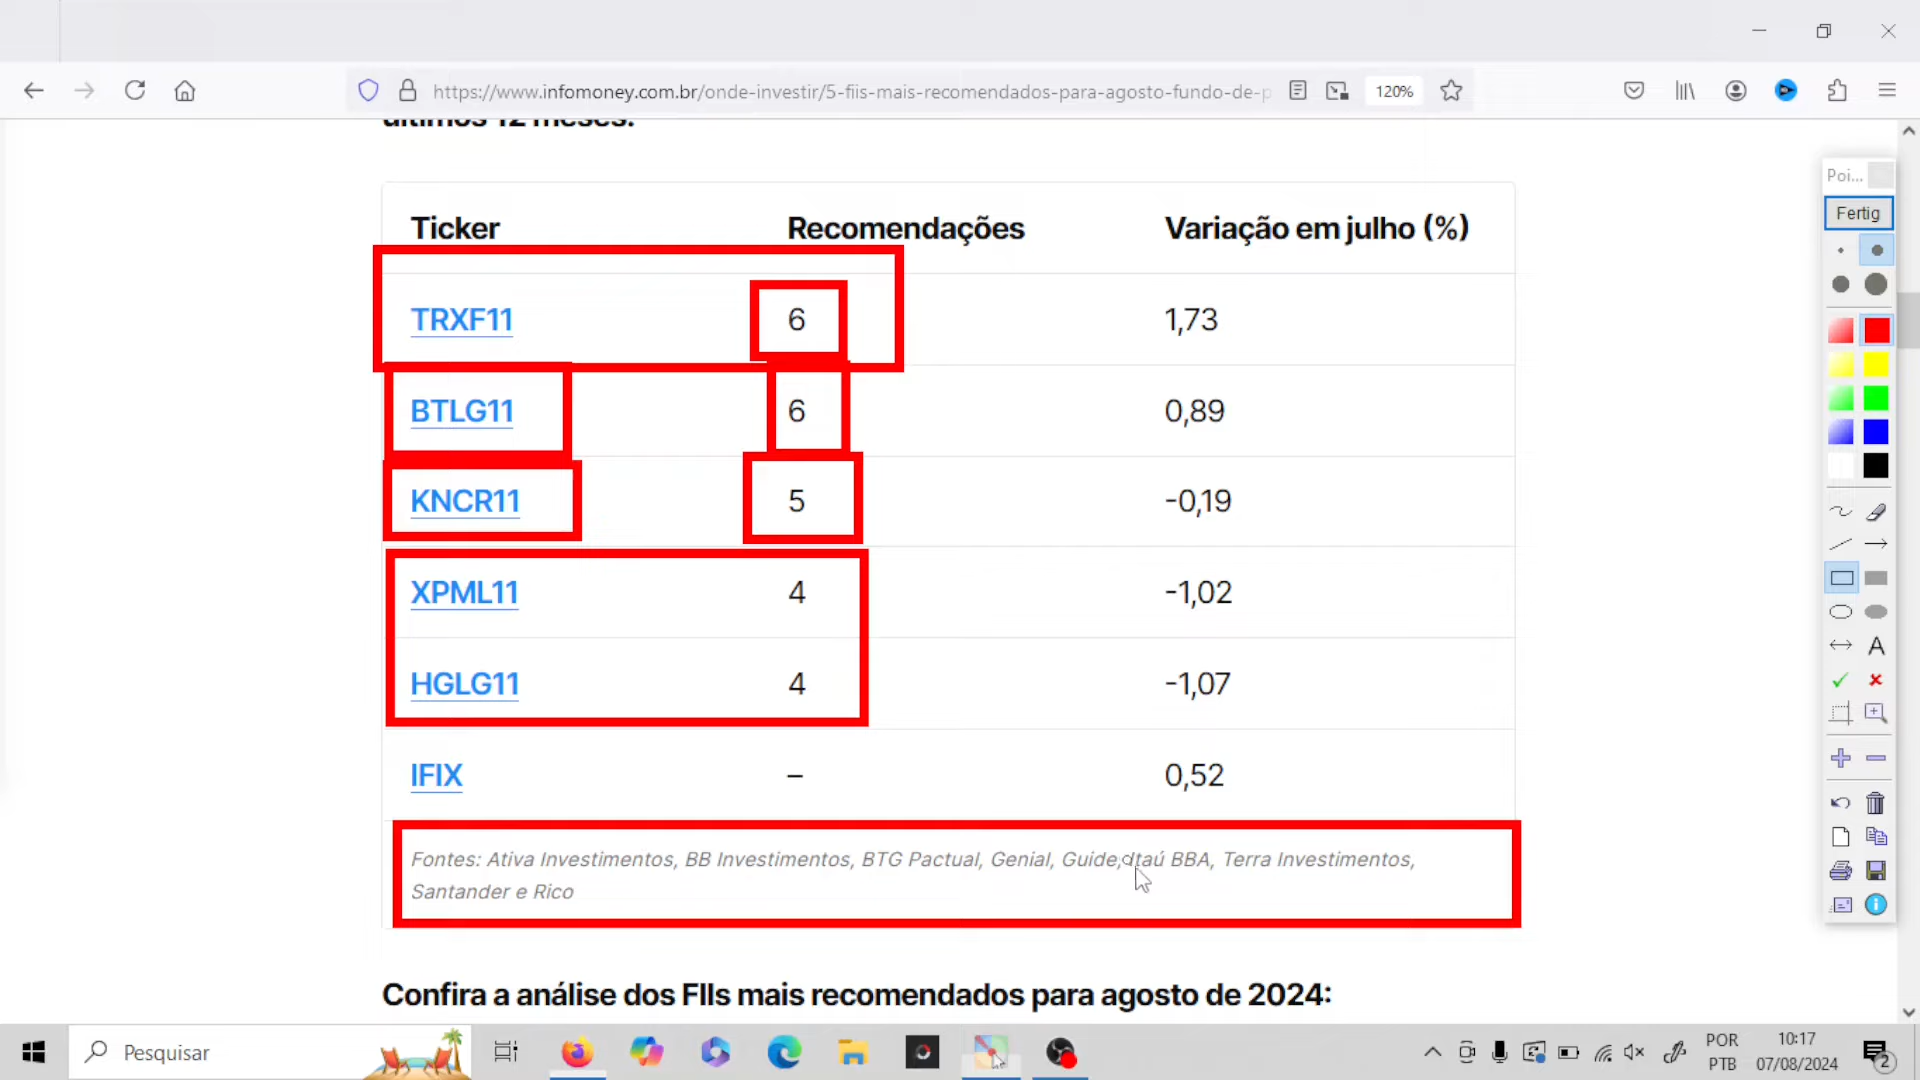 https://www.infomoney.com.br/onde-investir/5-fiis-mais-recomendados-para-agosto-fundo-de-p
120%
últimos 12 meses:
Poi...
Fertig
Ticker Recomendações Variação em julho (%)
TRXF11 6 1,73
BTLG11 6 0,89
KNCR11 5 -0,19
XPML11 4 -1,02
HGLG11 4 -1,07
IFIX – 0,52
Fontes: Ativa Investimentos, BB Investimentos, BTG Pactual, Genial, Guide, Itaú BBA, Terra Investimentos,
Santander e Rico
Confira a análise dos FIIs mais recomendados para agosto de 2024:
A
Pesquisar
POR
PTB
10:17
07/08/2024
2